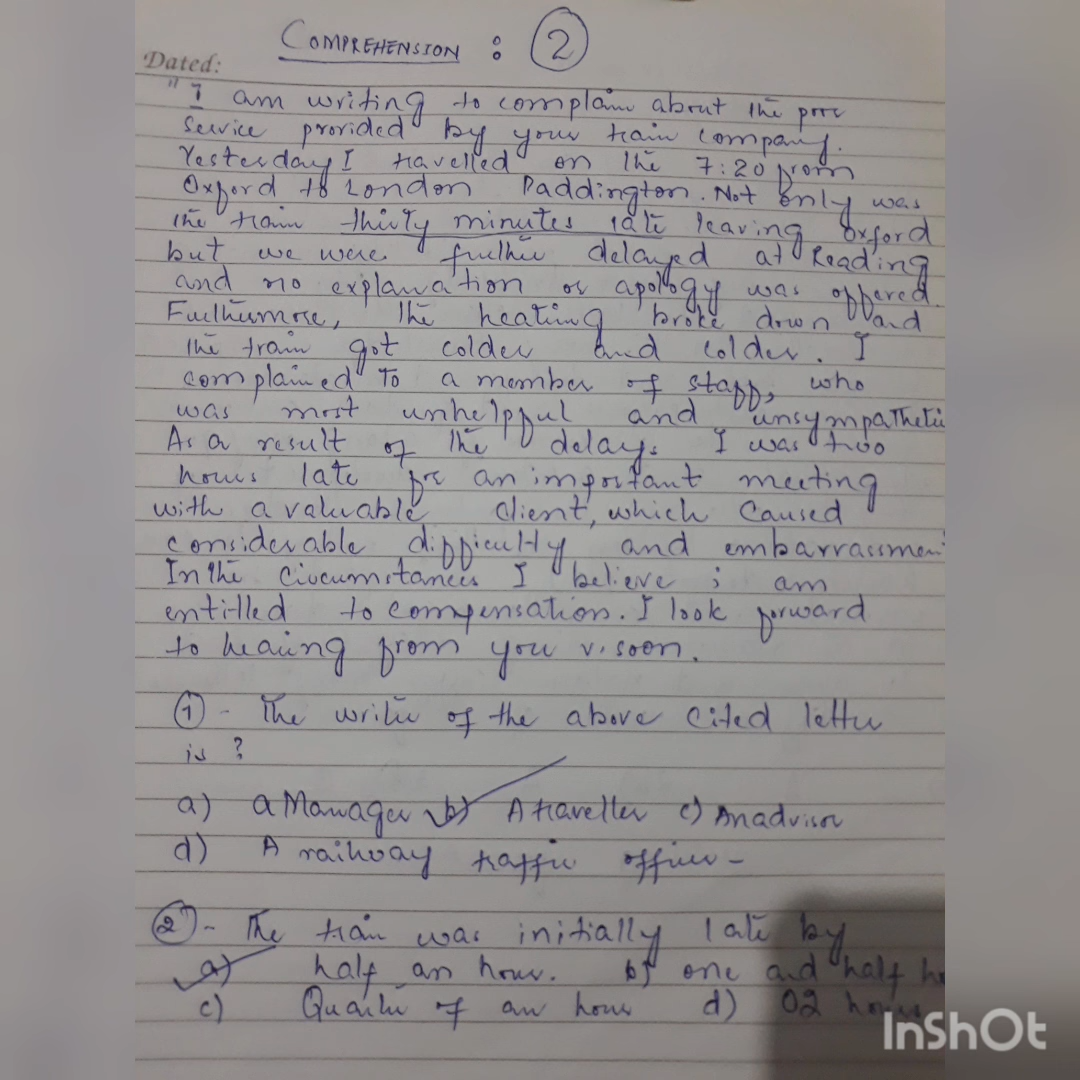 COMPREHENSION : 2
Dated:
"I am writing to complain about the poor
service provided by your train company.
Yesterday I travelled on the 7:20 from
Oxford to London Paddington. Not only was
the train thirty minutes late leaving Oxford
but we were further delayed at Reading
and no explanation or apology was offered.
Furthermore, the heating broke down and
the train got colder and colder. I
complained to a member of staff, who
was most unhelpful and unsympathetic
As a result of the delays I was two
hours late for an important meeting
with a valuable client, which caused
considerable difficulty and embarrassmen
In the circumstances I believe i am
entitled to compensation. I look forward
to hearing from you v. soon.
1 - The writer of the above cited letter
is ?
a) a Manager b) A traveller c) An advisor
d) A railway traffic officer -
2 - The train was initially late by
a) half an hour. b) one and half ho
c) Quarter of an hour d) 02 hours
InShOt